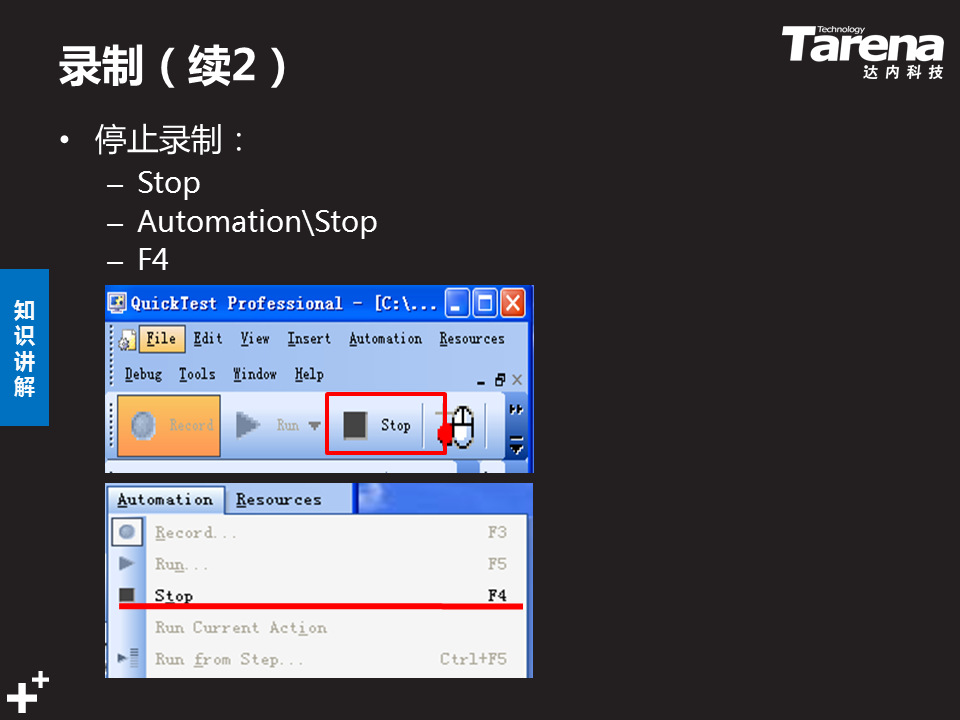 录制（续2）
Technology
Tarena
达内科技
• 停止录制：
– Stop
– Automation\Stop
– F4
知识讲解
QuickTest Professional - [C:\...
File Edit View Insert Automation Resources
Debug Tools Window Help
Record Run Stop
Automation Resources
Record... F3
Run... F5
Stop F4
Run Current Action
Run from Step... Ctrl+F5